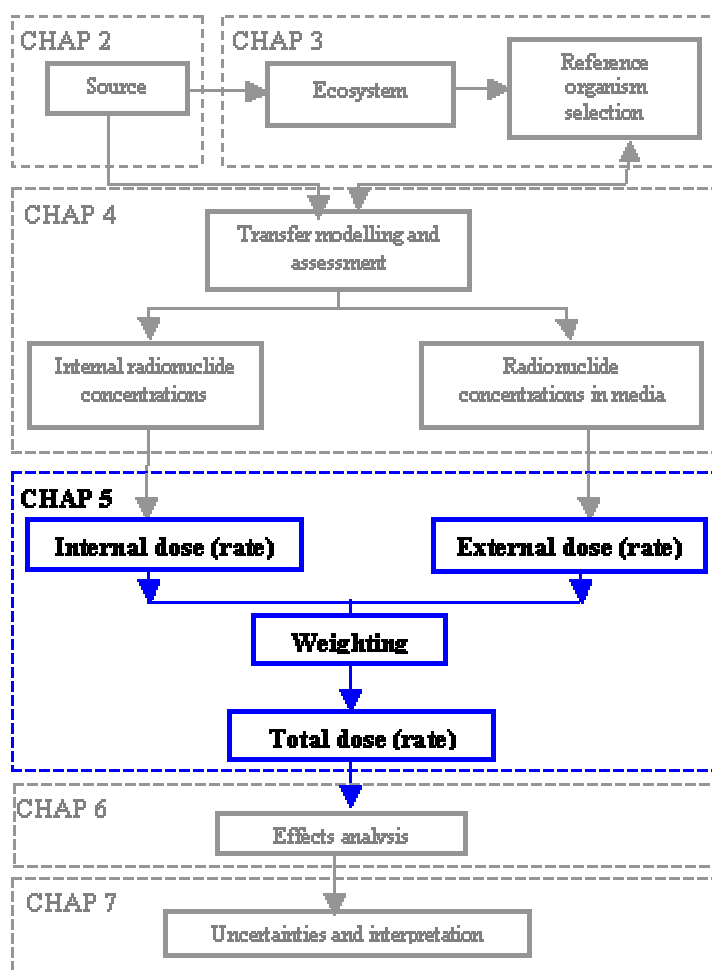 CHAP 2
CHAP 3
Source
Ecosystem
Reference
organism
selection
CHAP 4
Transfer modelling and
assessment
Internal radionuclide
concentrations
Radionuclide
concentrations in media
CHAP 5
Internal dose (rate)
External dose (rate)
Weighting
Total dose (rate)
CHAP 6
Effects analysis
CHAP 7
Uncertainties and interpretation